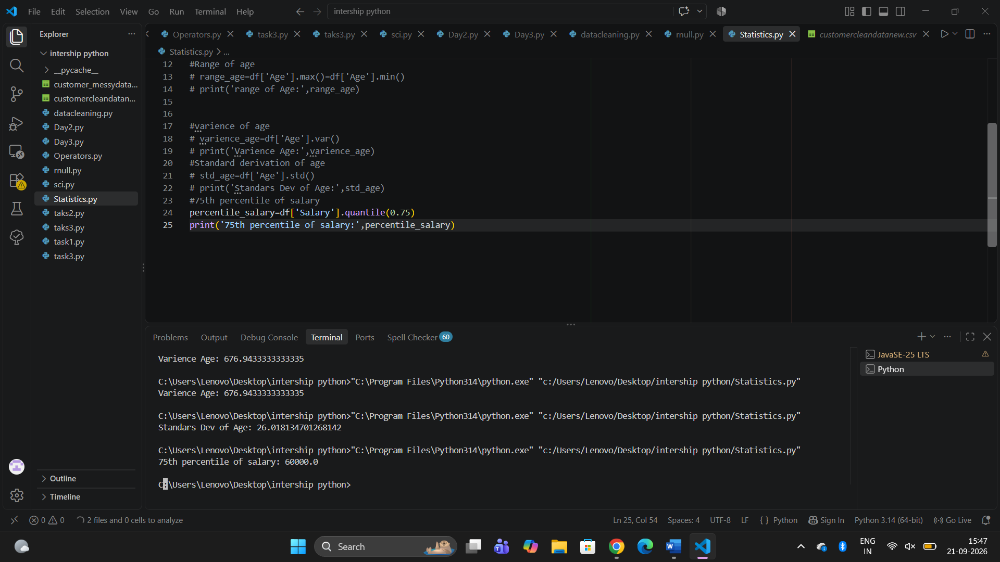 File Edit Selection View Go Run Terminal Help
intership python
Explorer
intership python
__pycache__
customer_messydata...
customercleandatan...
datacleaning.py
Day2.py
Day3.py
Operators.py
rnull.py
sci.py
Statistics.py
taks2.py
taks3.py
task1.py
task3.py
Outline
Timeline
Operators.py task3.py taks3.py sci.py Day2.py Day3.py datacleaning.py rnull.py Statistics.py customercleandatanew.csv
Statistics.py > ...
12 #Range of age
13 # range_age=df['Age'].max()=df['Age'].min()
14 # print('range of Age:',range_age)
15
16
17 #varience of age
18 # varience_age=df['Age'].var()
19 # print('Varience Age:',varience_age)
20 #Standard derivation of age
21 # std_age=df['Age'].std()
22 # print('Standars Dev of Age:',std_age)
23 #75th percentile of salary
24 percentile_salary=df['Salary'].quantile(0.75)
25 print('75th percentile of salary:',percentile_salary)
Problems Output Debug Console Terminal Ports Spell Checker 60
Varience Age: 676.9433333333335
C:\Users\Lenovo\Desktop\intership python>"C:\Program Files\Python314\python.exe" "c:/Users/Lenovo/Desktop/intership python/Statistics.py"
Varience Age: 676.9433333333335
C:\Users\Lenovo\Desktop\intership python>"C:\Program Files\Python314\python.exe" "c:/Users/Lenovo/Desktop/intership python/Statistics.py"
Standars Dev of Age: 26.018134701268142
C:\Users\Lenovo\Desktop\intership python>"C:\Program Files\Python314\python.exe" "c:/Users/Lenovo/Desktop/intership python/Statistics.py"
75th percentile of salary: 60000.0
C:\Users\Lenovo\Desktop\intership python>
JavaSE-25 LTS
Python
0 0 2 files and 0 cells to analyze
Ln 25, Col 54 Spaces: 4 UTF-8 LF { } Python Sign In Python 3.14 (64-bit) Go Live
Search
ENG
IN
15:47
21-09-2026